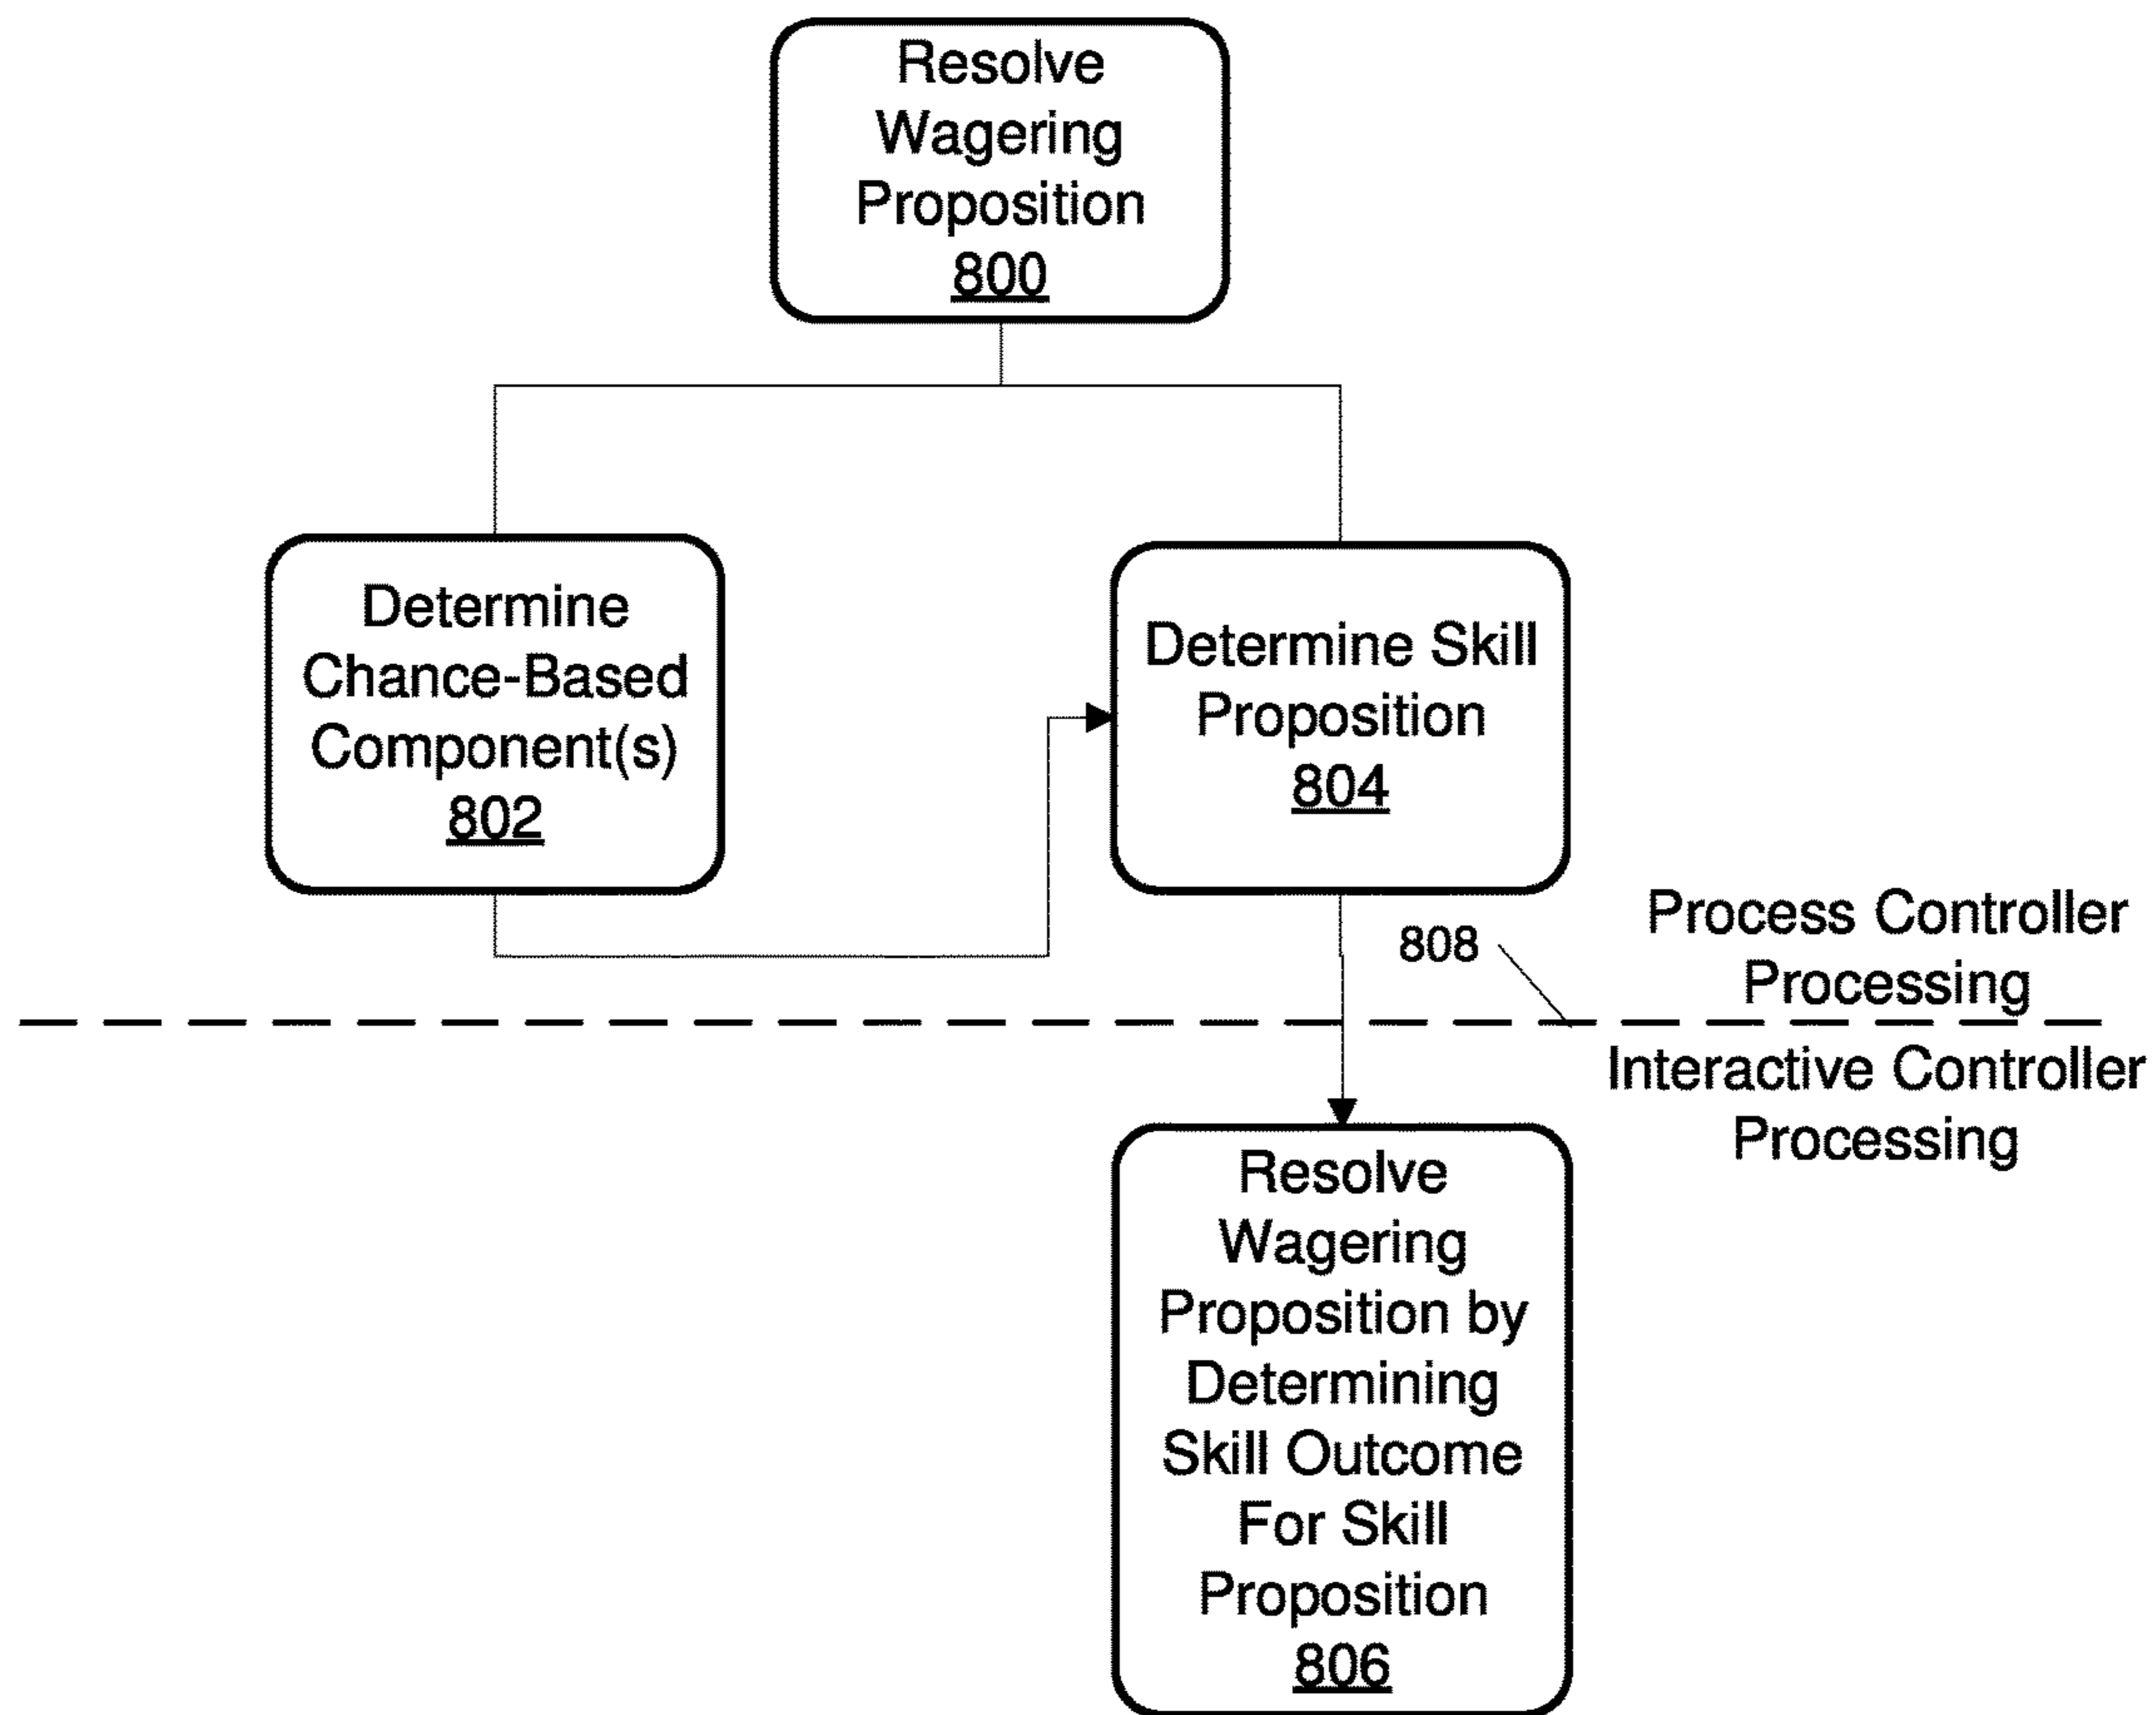 Resolve
Wagering
Proposition
800
Determine
Chance-Based
Component(s)
802
Determine Skill
Proposition
804
808
Process Controller
Processing
Interactive Controller
Processing
Resolve
Wagering
Proposition by
Determining
Skill Outcome
For Skill
Proposition
806